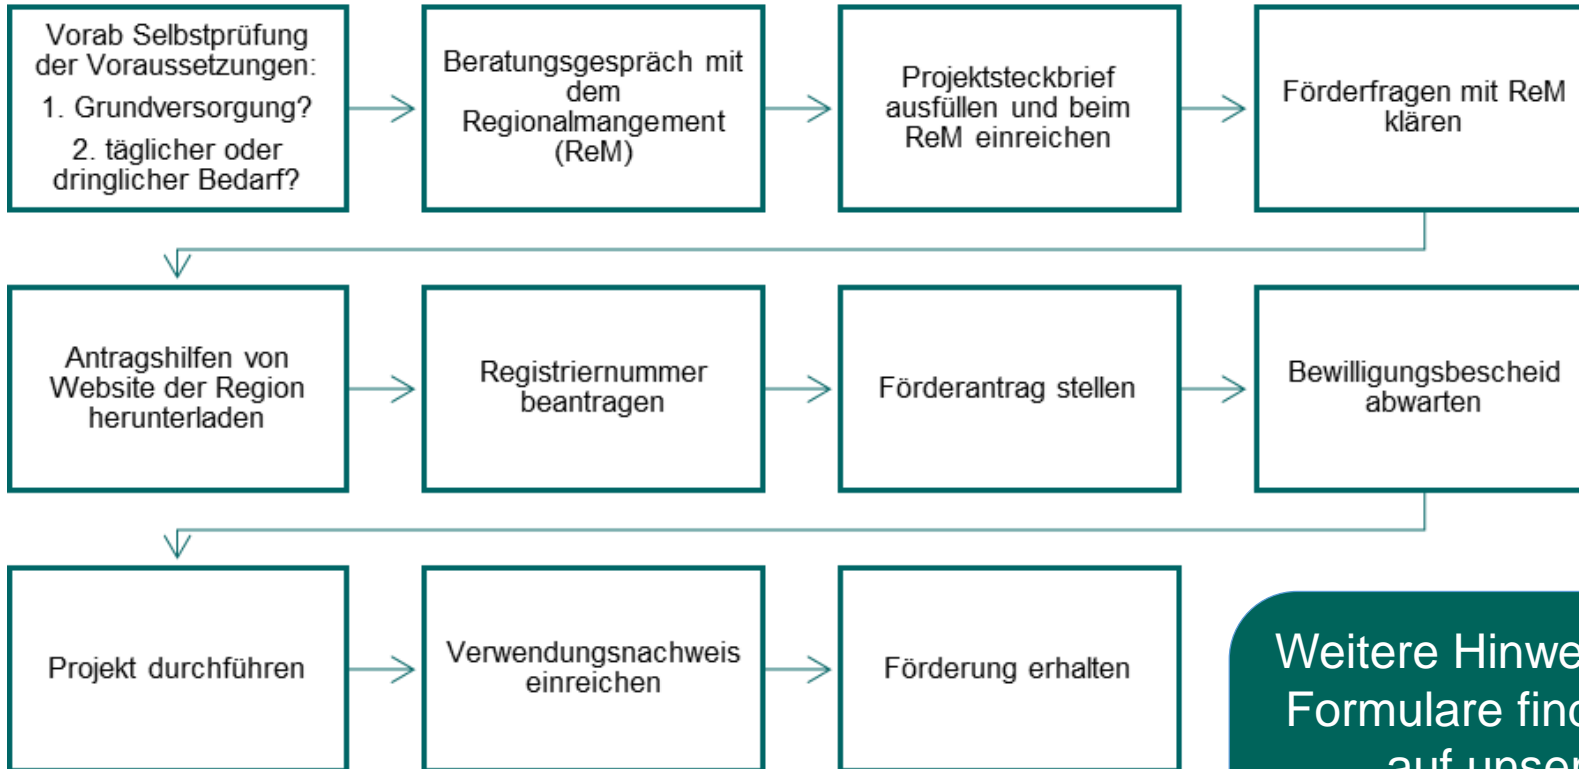 Vorab Selbstprüfung
der Voraussetzungen:
1. Grundversorgung?
2. täglicher oder
dringlicher Bedarf?
Beratungsgespräch mit
dem
Regionalmangement
(ReM)
Projektsteckbrief
ausfüllen und beim
ReM einreichen
Förderfragen mit ReM
klären
Antragshilfen von
Website der Region
herunterladen
Registriernummer
beantragen
Förderantrag stellen
Bewilligungsbescheid
abwarten
Projekt durchführen
Verwendungsnachweis
einreichen
Förderung erhalten
Weitere
Formulare
auf